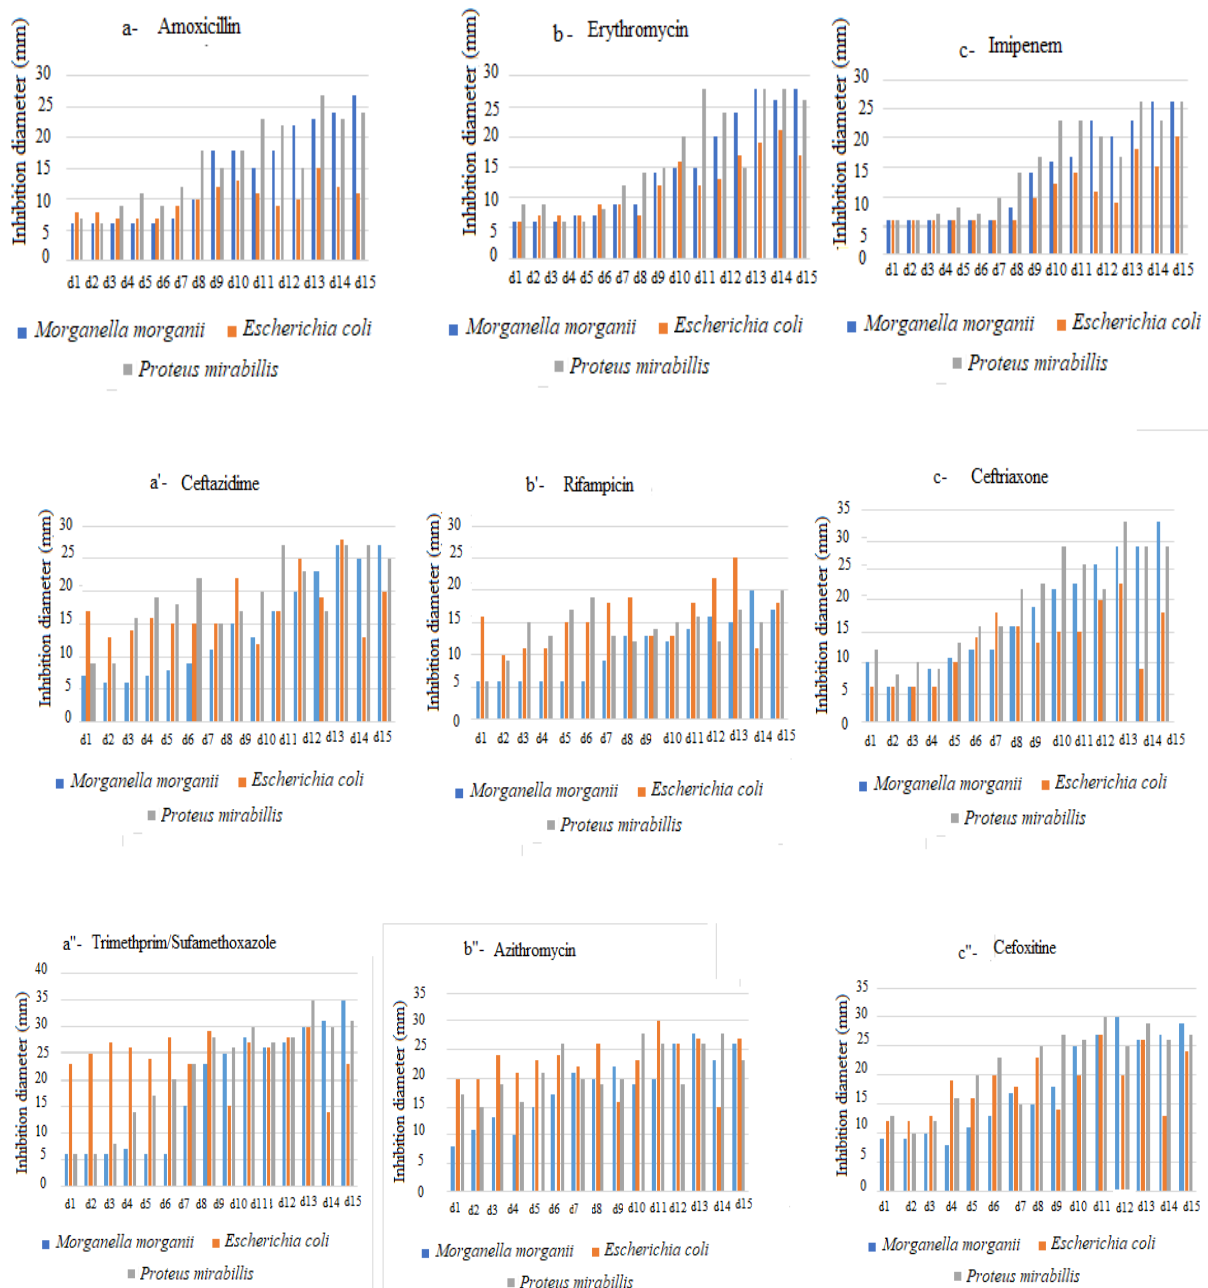 a- Amoxicillin
Inhibition diameter (mm)
30
25
20
15
10
5
0
d1 d2 d3 d4 d5 d6 d7 d8 d9 d10 d11 d12 d13 d14 d15
Morganella morganii Escherichia coli
Proteus mirabillis
b - Erythromycin
Inhibition diameter (mm)
30
25
20
15
10
5
0
d1 d2 d3 d4 d5 d6 d7 d8 d9 d10 d11 d12 d13 d14 d15
Morganella morganii Escherichia coli
Proteus mirabillis
c- Imipenem
Inhibition diameter (mm)
30
25
20
15
10
5
0
d1 d2 d3 d4 d5 d6 d7 d8 d9 d10 d11 d12 d13 d14 d15
Morganella morganii Escherichia coli
Proteus mirabillis
a'- Ceftazidime
Inhibition diameter (mm)
30
25
20
15
10
5
0
d1 d2 d3 d4 d5 d6 d7 d8 d9 d10 d11 d12 d13 d14 d15
Morganella morganii Escherichia coli
Proteus mirabillis
b'- Rifampicin
Inhibition diameter (mm)
30
25
20
15
10
5
0
d1 d2 d3 d4 d5 d6 d7 d8 d9 d10 d11 d12 d13 d14 d15
Morganella morganii Escherichia coli
Proteus mirabillis
c- Ceftriaxone
Inhibition diameter (mm)
35
30
25
20
15
10
5
0
d1 d2 d3 d4 d5 d6 d7 d8 d9 d10 d11 d12 d13 d14 d15
Morganella morganii Escherichia coli
Proteus mirabillis
a"- Trimethprim/Sufamethoxazole
Inhibition diameter (mm)
40
35
30
25
20
15
10
5
0
d1 d2 d3 d4 d5 d6 d7 d8 d9 d10 d11 d12 d13 d14 d15
Morganella morganii Escherichia coli
Proteus mirabillis
b"- Azithromycin
Inhibition diameter (mm)
35
30
25
20
15
10
5
0
d1 d2 d3 d4 d5 d6 d7 d8 d9 d10 d11 d12 d13 d14 d15
Morganella morganii Escherichia coli
Proteus mirabillis
c"- Cefoxitine
Inhibition diameter (mm)
35
30
25
20
15
10
5
0
d1 d2 d3 d4 d5 d6 d7 d8 d9 d10 d11 d12 d13 d14 d15
Morganella morganii Escherichia coli
Proteus mirabillis